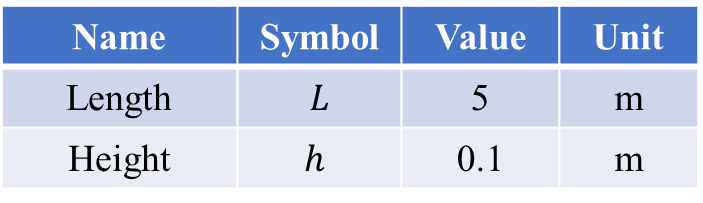 Name Symbol Value Unit
Length L 5 m
Height h 0.1 m